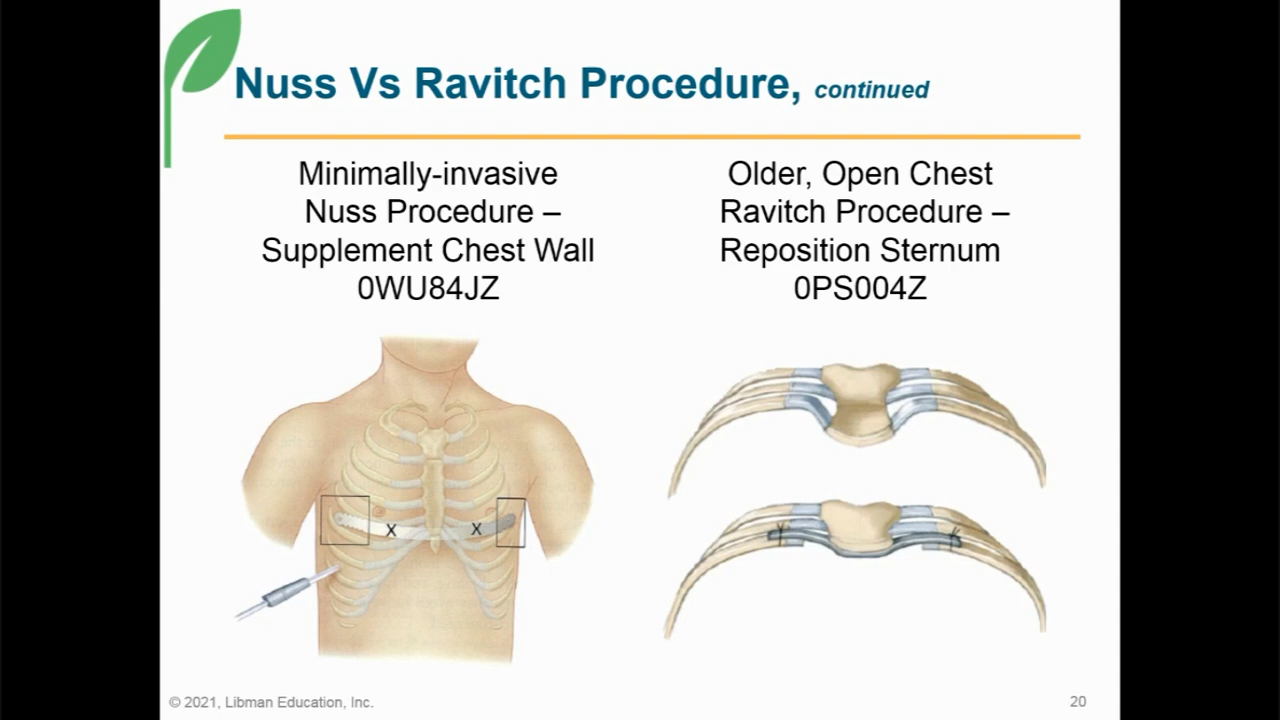 Nuss Vs Ravitch Procedure, continued
Minimally-invasive
Nuss Procedure –
Supplement Chest Wall
0WU84JZ
Older, Open Chest
Ravitch Procedure –
Reposition Sternum
0PS004Z
x x
© 2021, Libman Education, Inc.
20